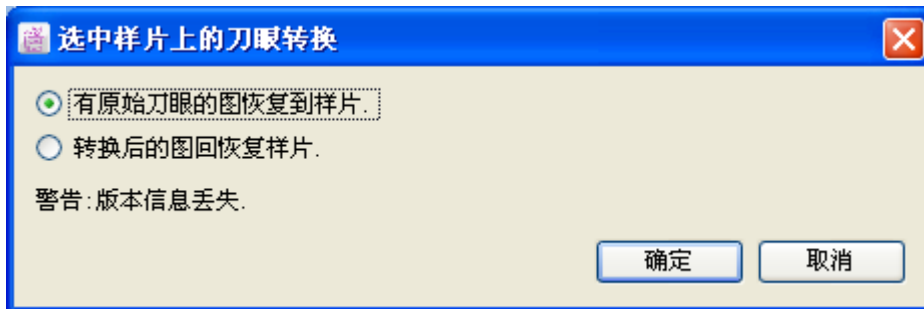 选中样片上的刀眼转换
有原始刀眼的图恢复到样片.
转换后的图回恢复样片.
警告:版本信息丢失.
确定 取消